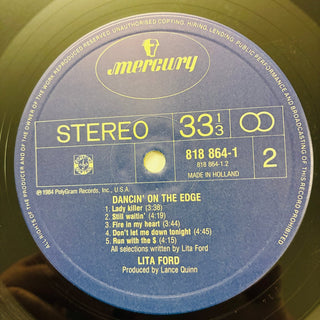 mercury
STEREO 33 1/3
818 864-1
818 864-1.2
MADE IN HOLLAND
2
℗ 1984 PolyGram Records, Inc., U.S.A.
DANCIN' ON THE EDGE
1. Lady killer (3:38)
2. Still waitin' (4:19)
3. Fire in my heart (3:44)
4. Don't let me down tonight (4:45)
5. Run with the $ (4:15)
All selections written by Lita Ford
LITA FORD
Produced by Lance Quinn
ALL RIGHTS OF THE PRODUCER AND OF THE OWNER OF THE WORK REPRODUCED RESERVED. UNAUTHORISED COPYING, HIRING, LENDING, PUBLIC PERFORMANCE AND BROADCASTING OF THIS RECORD PROHIBITED.